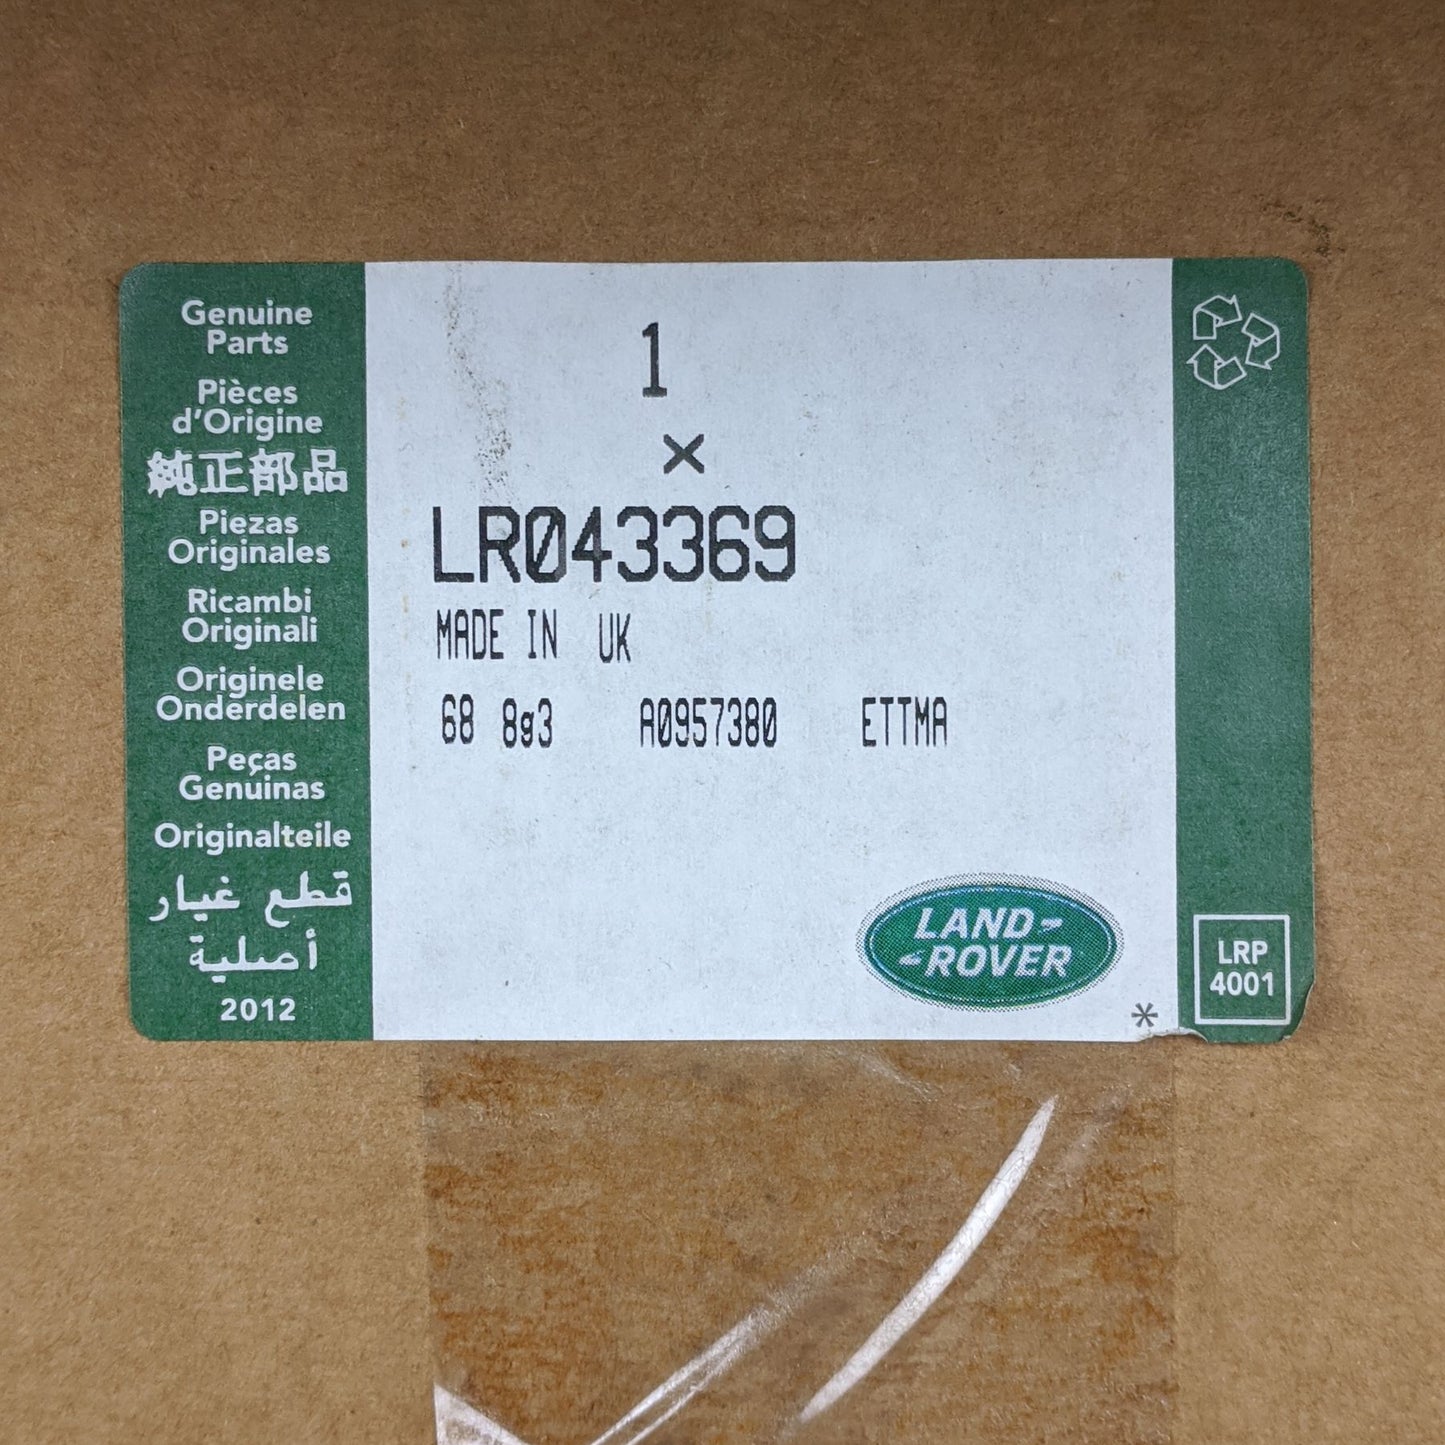 Genuine
Parts
Pièces
d'Origine
純正部品
Piezas
Originales
Ricambi
Originali
Originele
Onderdelen
Peças
Genuínas
Originalteile
قطع غيار
أصلية
2012
1
×
LR043369
MADE IN UK
68 8g3 A0957380 ETTMA
LAND-
-ROVER
*
LRP
4001